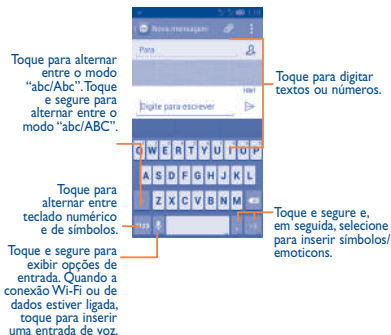 Toque para alternar
entre o modo
“abc/Abc”. Toque
e segure para
alternar entre o
modo “abc/ABC”.
Toque para
alternar entre
teclado numérico
e de símbolos.
Toque e segure para
exibir opções de
entrada. Quando a
conexão Wi-Fi ou de
dados estiver ligada,
toque para inserir
uma entrada de voz.
Nova mensagem
Para
Digite para escrever
Q W E R T Y U I O P
A S D F G H J K L
Z X C V B N M
123
Toque para digitar
textos ou números.
Toque e segure e,
em seguida, selecione
para inserir símbolos/
emoticons.